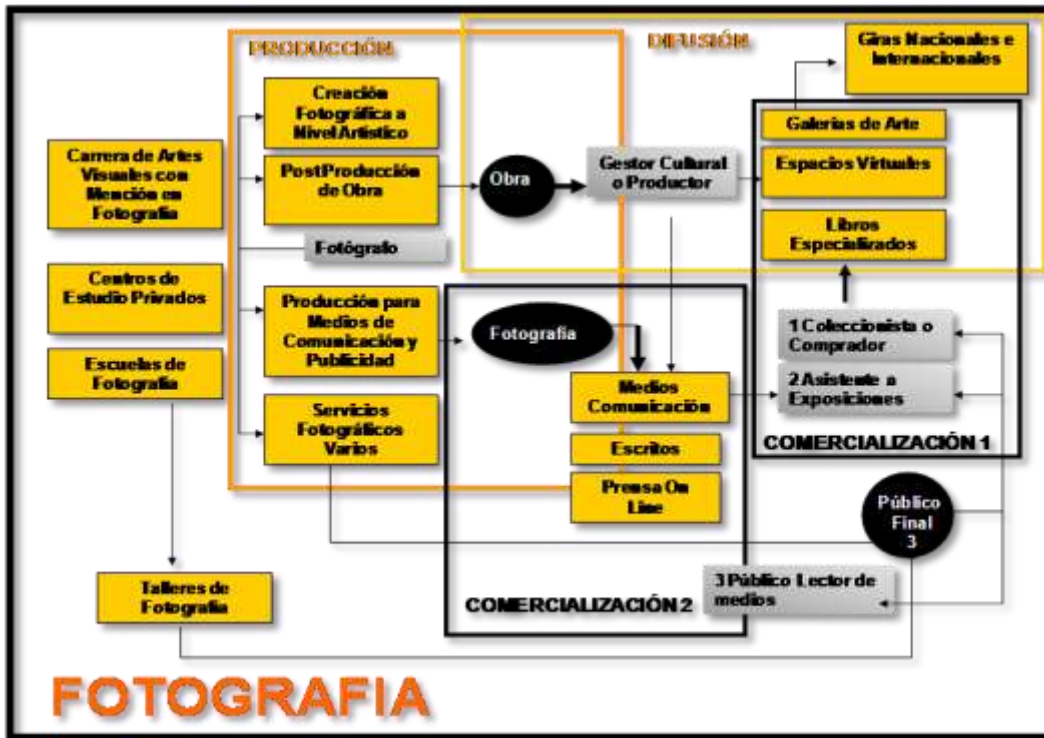 PRODUCCIÓN
DIFUSIÓN
Giras Nacionales e
Internacionales
Creación
Fotográfica a
Nivel Artístico
Galerías de Arte
Carrera de Artes
Visuales con
Mención en
Fotografía
Post Producción
de Obra
Obra
Gestor Cultural
o Productor
Espacios Virtuales
Fotógrafo
Libros
Especializados
Centros de
Estudio Privados
Producción para
Medios de
Comunicación y
Publicidad
Fotografía
1 Coleccionista o
Comprador
Escuelas de
Fotografía
Medios
Comunicación
2 Asistente a
Exposiciones
Servicios
Fotográficos
Varios
Escritos
COMERCIALIZACIÓN 1
Prensa On
Line
Público
Final
3
Talleres de
Fotografía
COMERCIALIZACIÓN 2
3 Público Lector de
medios
FOTOGRAFIA